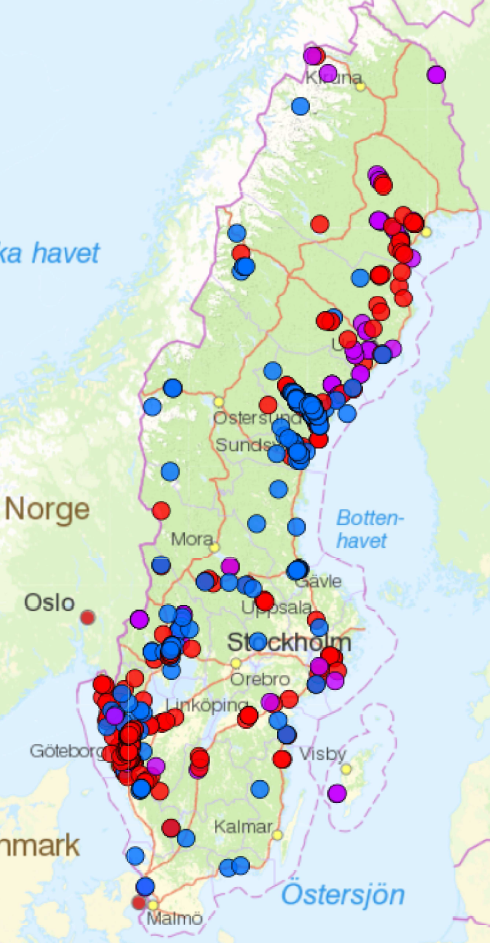 Kiruna
ka havet
U
Östersund
Sunds
Norge
Botten-
havet
Mora
Gävle
Oslo
Uppsala
Stockholm
Örebro
Linköping
Göteborg
Visby
Kalmar
nmark
Östersjön
Malmö